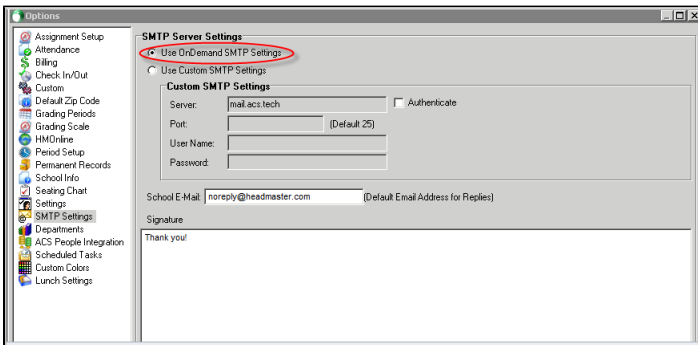 Options
Assignment Setup
Attendance
Billing
Check In/Out
Custom
Default Zip Code
Grading Periods
Grading Scale
HMOnline
Period Setup
Permanent Records
School Info
Seating Chart
Settings
SMTP Settings
Departments
ACS People Integration
Scheduled Tasks
Custom Colors
Lunch Settings
SMTP Server Settings
Use OnDemand SMTP Settings
Use Custom SMTP Settings
Custom SMTP Settings
Server: mail.acs.tech Authenticate
Port: (Default 25)
User Name:
Password:
School E-Mail: noreply@headmaster.com (Default Email Address for Replies)
Signature
Thank you!